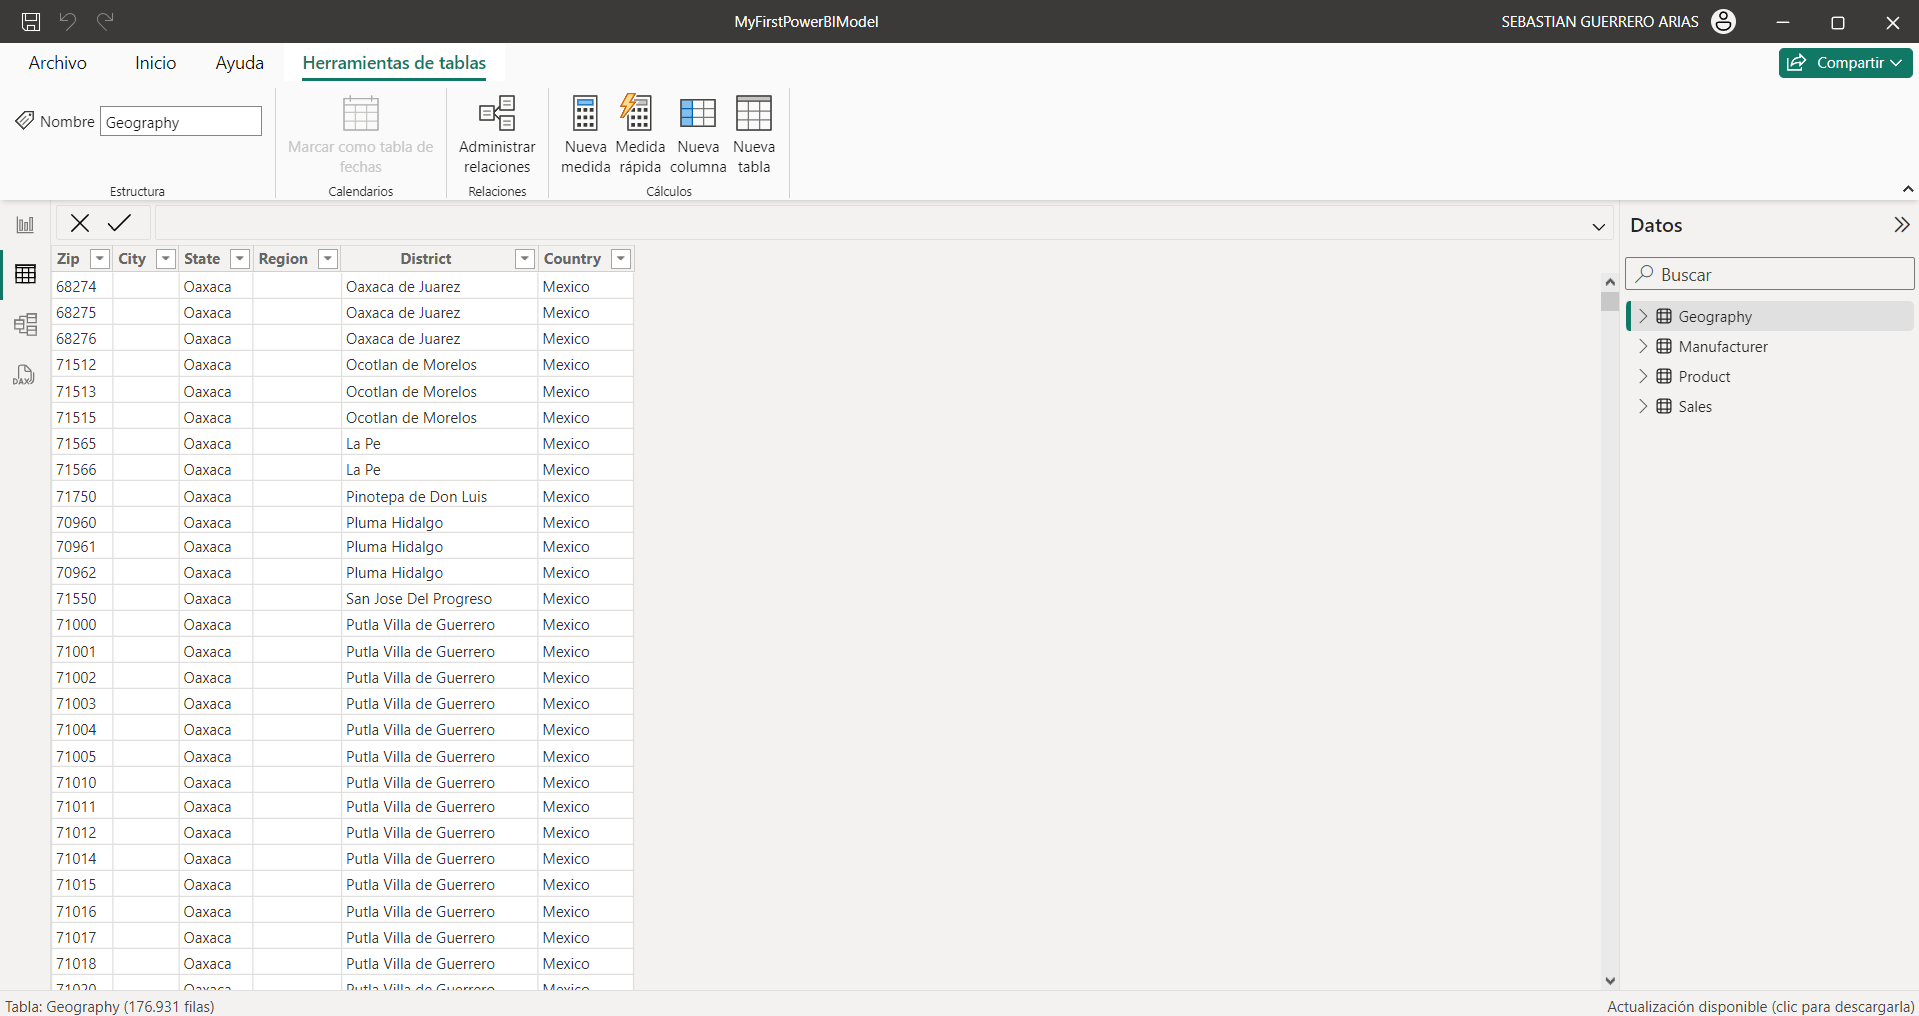 MyFirstPowerBIModel
SEBASTIAN GUERRERO ARIAS
Archivo Inicio Ayuda Herramientas de tablas
Compartir
Nombre Geography
Marcar como tabla de fechas
Administrar relaciones
Nueva medida
Medida rápida
Nueva columna
Nueva tabla
Estructura Calendarios Relaciones Cálculos
Zip City State Region District Country
68274 Oaxaca Oaxaca de Juarez Mexico
68275 Oaxaca Oaxaca de Juarez Mexico
68276 Oaxaca Oaxaca de Juarez Mexico
71512 Oaxaca Ocotlan de Morelos Mexico
71513 Oaxaca Ocotlan de Morelos Mexico
71515 Oaxaca Ocotlan de Morelos Mexico
71565 Oaxaca La Pe Mexico
71566 Oaxaca La Pe Mexico
71750 Oaxaca Pinotepa de Don Luis Mexico
70960 Oaxaca Pluma Hidalgo Mexico
70961 Oaxaca Pluma Hidalgo Mexico
70962 Oaxaca Pluma Hidalgo Mexico
71550 Oaxaca San Jose Del Progreso Mexico
71000 Oaxaca Putla Villa de Guerrero Mexico
71001 Oaxaca Putla Villa de Guerrero Mexico
71002 Oaxaca Putla Villa de Guerrero Mexico
71003 Oaxaca Putla Villa de Guerrero Mexico
71004 Oaxaca Putla Villa de Guerrero Mexico
71005 Oaxaca Putla Villa de Guerrero Mexico
71010 Oaxaca Putla Villa de Guerrero Mexico
71011 Oaxaca Putla Villa de Guerrero Mexico
71012 Oaxaca Putla Villa de Guerrero Mexico
71014 Oaxaca Putla Villa de Guerrero Mexico
71015 Oaxaca Putla Villa de Guerrero Mexico
71016 Oaxaca Putla Villa de Guerrero Mexico
71017 Oaxaca Putla Villa de Guerrero Mexico
71018 Oaxaca Putla Villa de Guerrero Mexico
71020 Oaxaca Putla Villa de Guerrero Mexico
DAX
Datos
Buscar
Geography
Manufacturer
Product
Sales
Tabla: Geography (176.931 filas)
Actualización disponible (clic para descargarla)